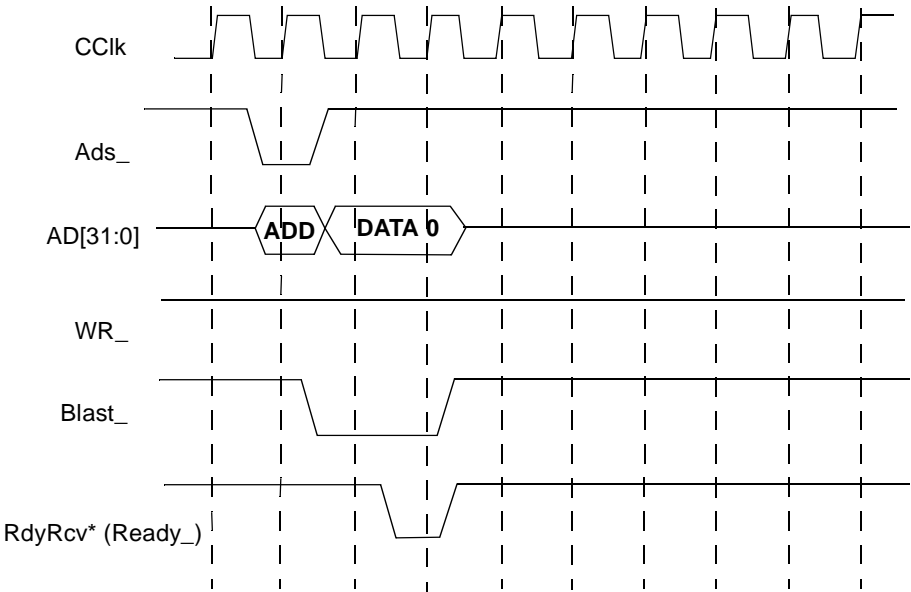 CClk
Ads_
AD[31:0]
ADD
DATA 0
WR_
Blast_
RdyRcv* (Ready_)